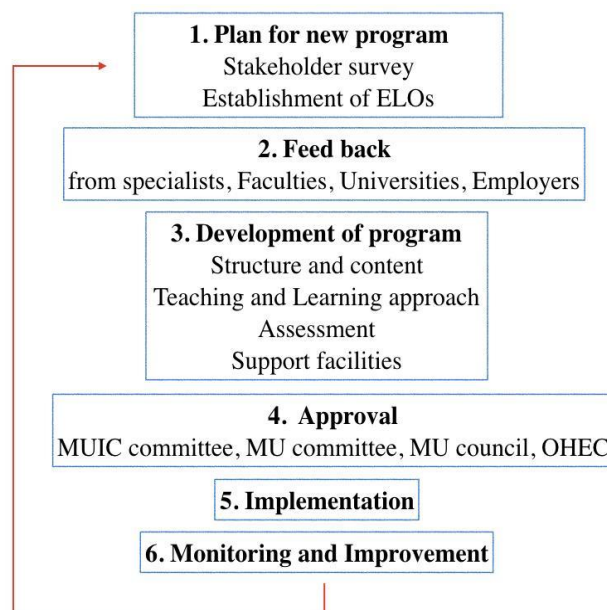 1. Plan for new program
Stakeholder survey
Establishment of ELOs
2. Feed back
from specialists, Faculties, Universities, Employers
3. Development of program
Structure and content
Teaching and Learning approach
Assessment
Support facilities
4. Approval
MUIC committee, MU committee, MU council, OHEC
5. Implementation
6. Monitoring and Improvement